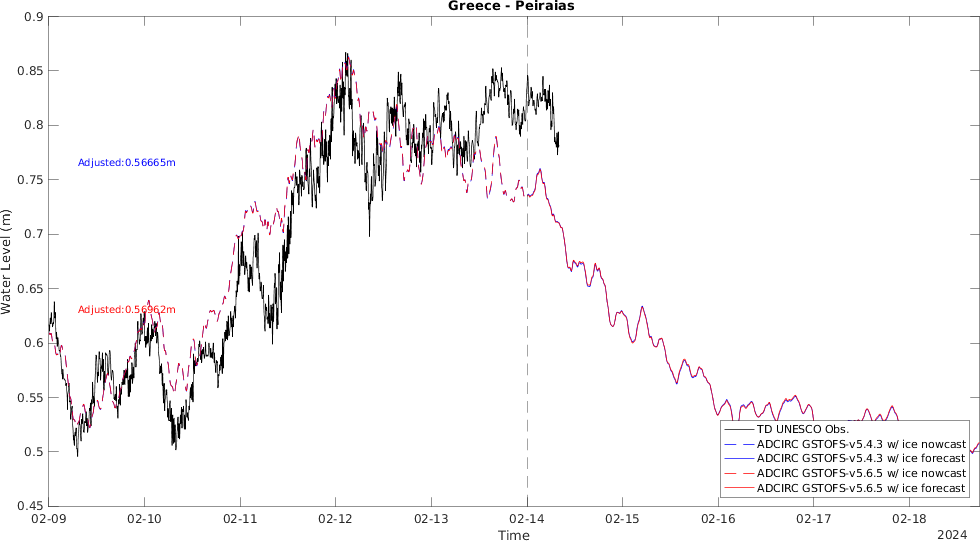 Greece - Peiraias
0.9
0.85
0.8
0.75
0.7
0.65
0.6
0.55
0.5
0.45
Water Level (m)
Adjusted:0.56665m
Adjusted:0.56962m
TD UNESCO Obs.
ADCIRC GSTOFS-v5.4.3 w/ ice nowcast
ADCIRC GSTOFS-v5.4.3 w/ ice forecast
ADCIRC GSTOFS-v5.6.5 w/ ice nowcast
ADCIRC GSTOFS-v5.6.5 w/ ice forecast
02-09 02-10 02-11 02-12 02-13 02-14 02-15 02-16 02-17 02-18
Time
2024